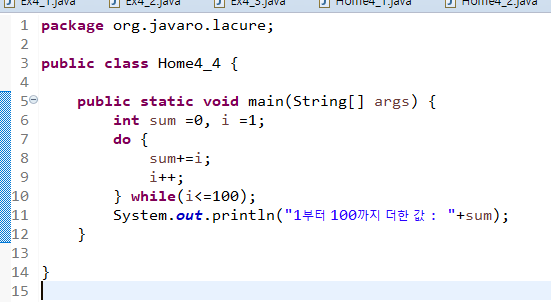 Ex4_1.java Ex4_2.java Ex4_3.java Home4_1.java Home4_2.java
1 package org.javaro.lacure;
2
3 public class Home4_4 {
4
5 public static void main(String[] args) {
6 int sum =0, i =1;
7 do {
8 sum+=i;
9 i++;
10 } while(i<=100);
11 System.out.println("1부터 100까지 더한 값 : "+sum);
12 }
13
14 }
15